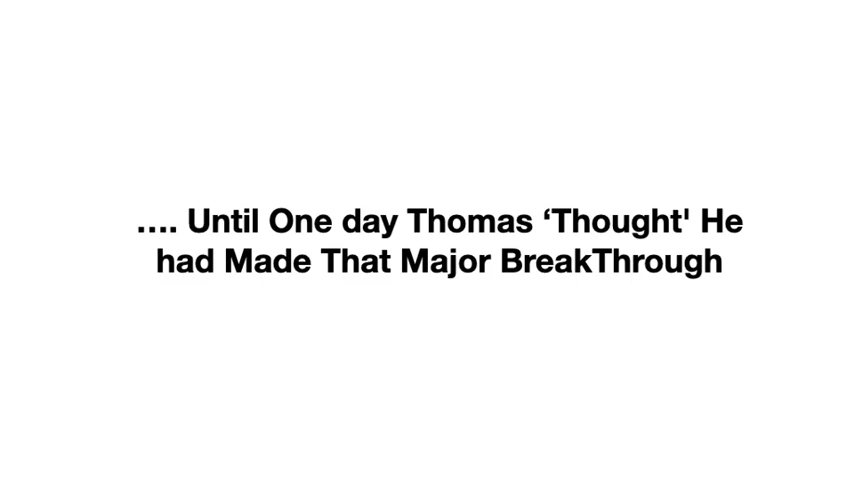 .... Until One day Thomas ‘Thought' He
had Made That Major BreakThrough